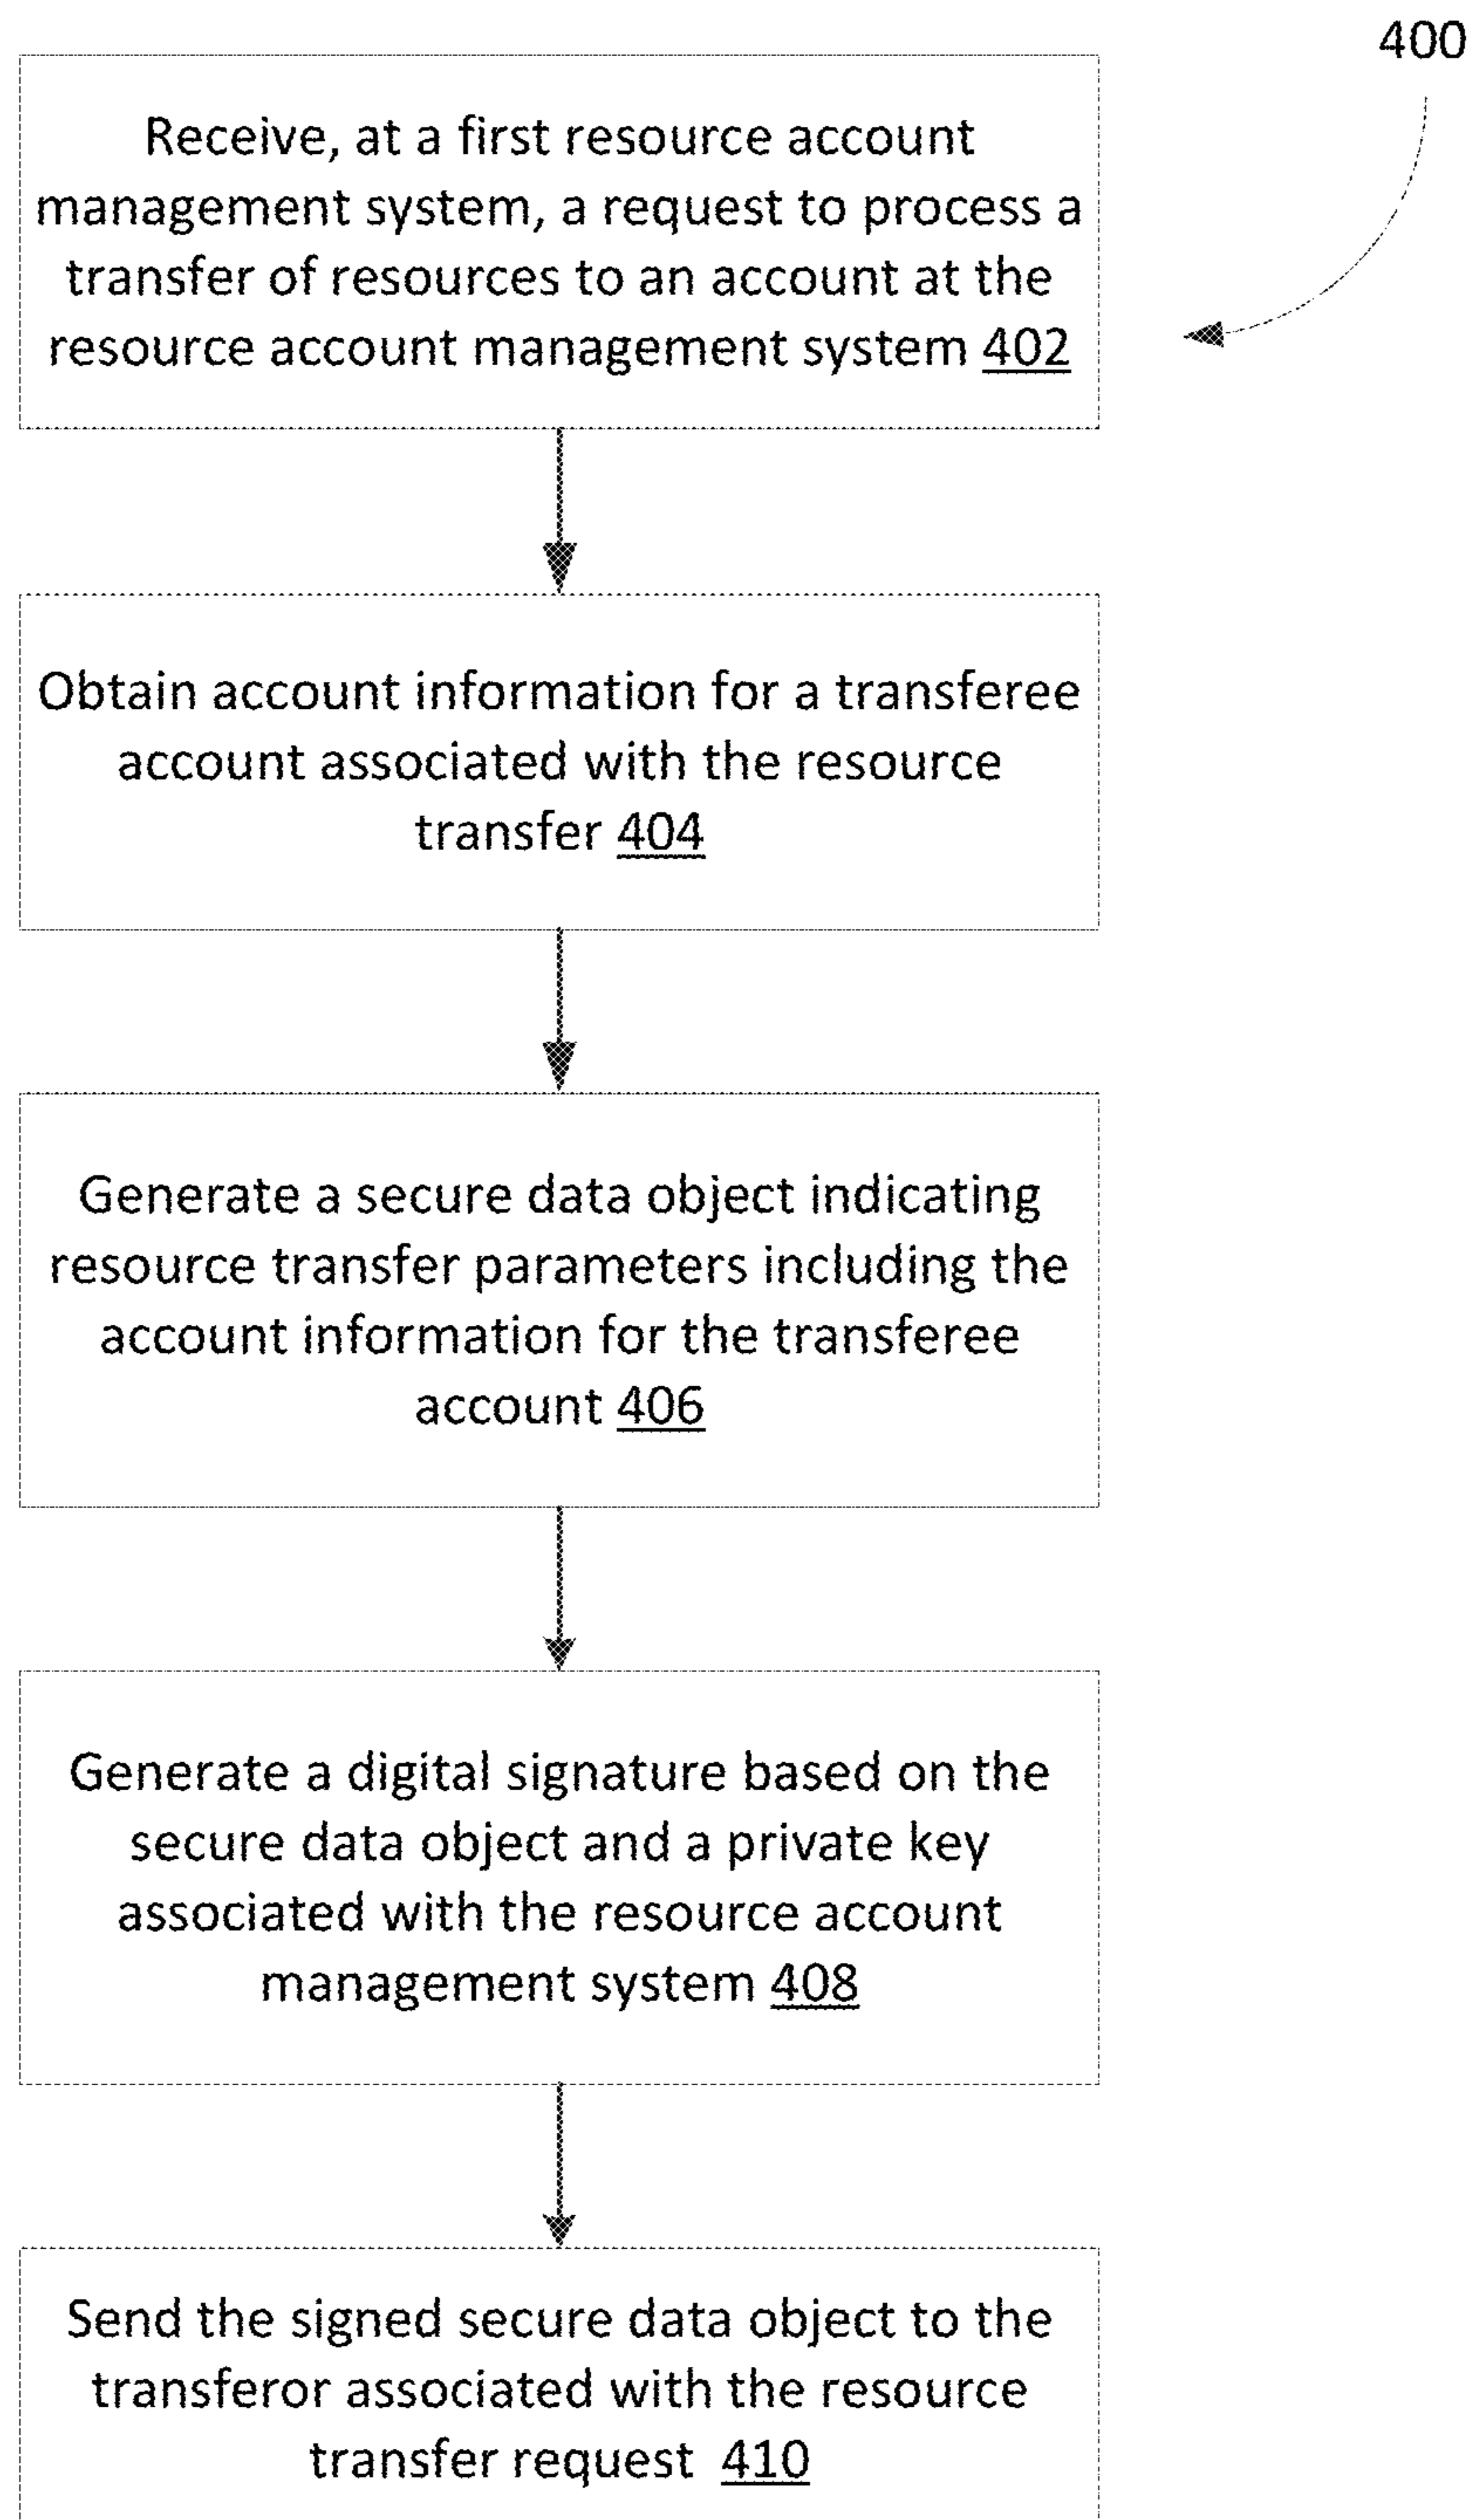 400
Receive, at a first resource account
management system, a request to process a
transfer of resources to an account at the
resource account management system 402
Obtain account information for a transferee
account associated with the resource
transfer 404
Generate a secure data object indicating
resource transfer parameters including the
account information for the transferee
account 406
Generate a digital signature based on the
secure data object and a private key
associated with the resource account
management system 408
Send the signed secure data object to the
transferor associated with the resource
transfer request 410